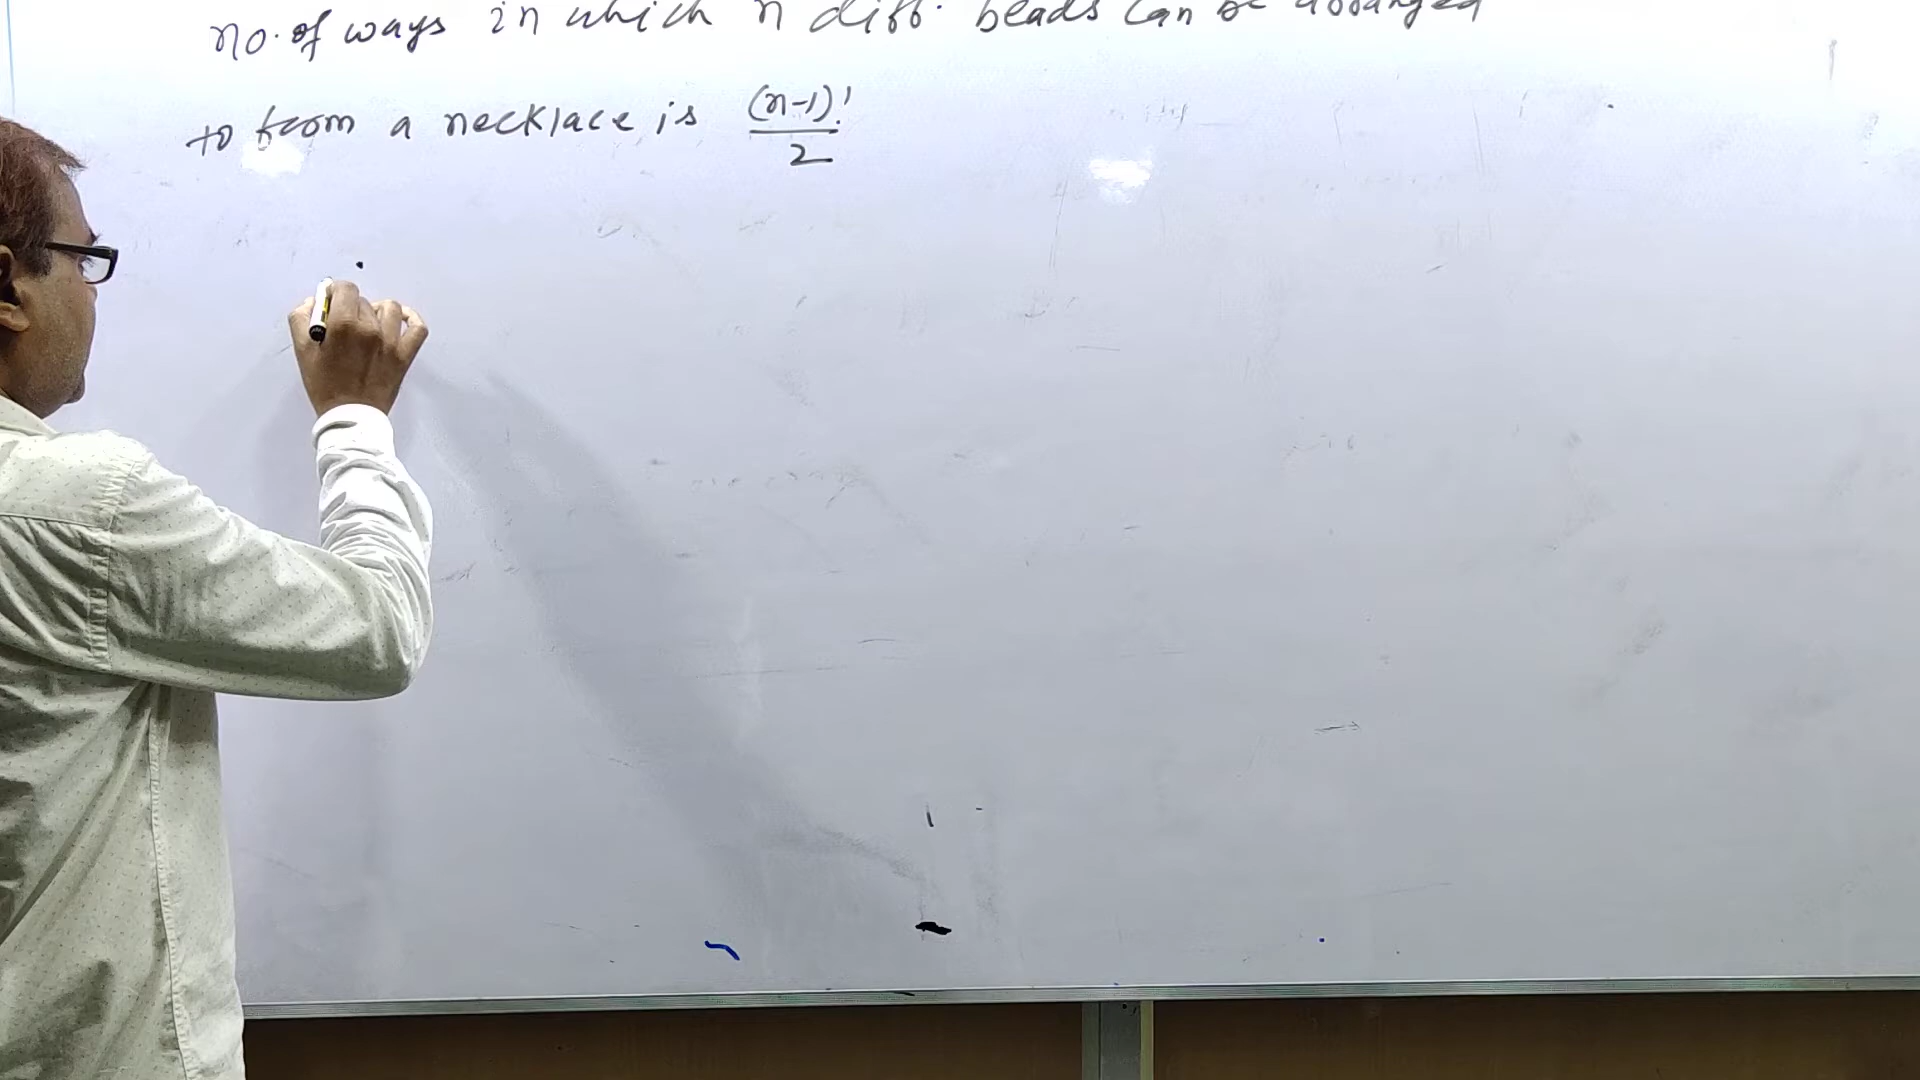 no. of ways in which n diff. beads can be arranged
to form a necklace is (n-1)!/2